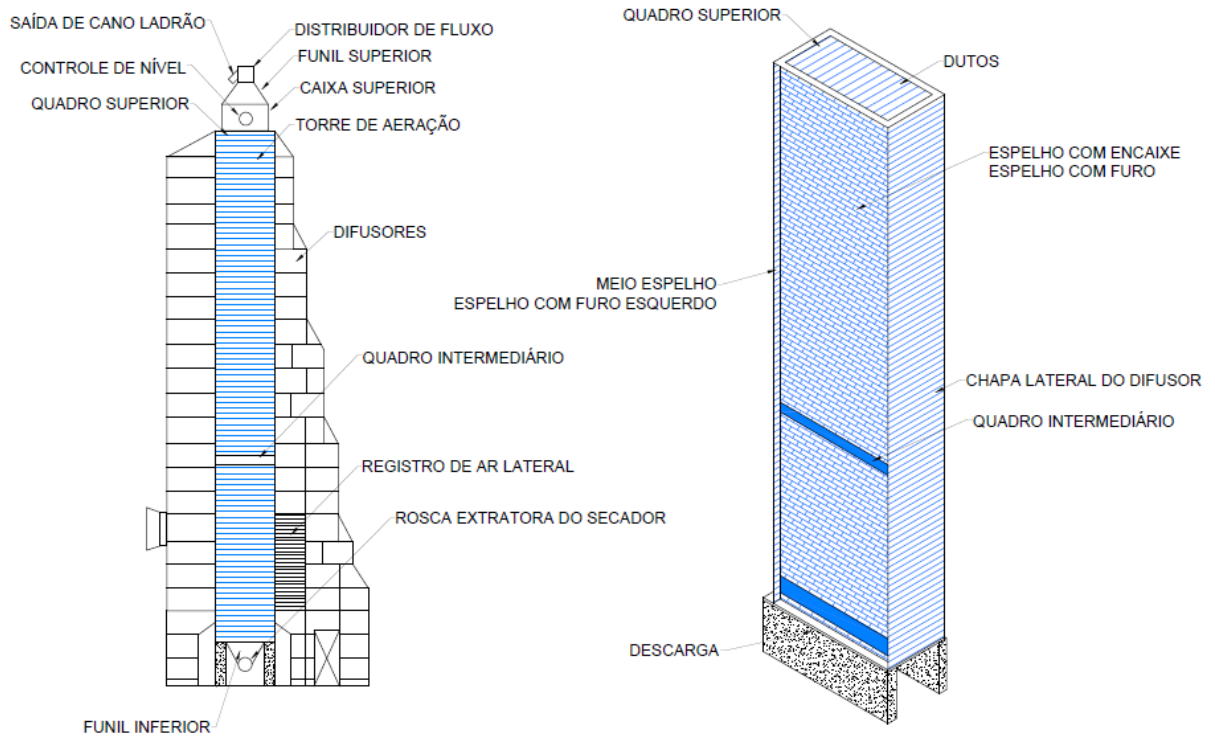 SAÍDA DE CANO LADRÃO
DISTRIBUIDOR DE FLUXO
FUNIL SUPERIOR
CONTROLE DE NÍVEL
CAIXA SUPERIOR
QUADRO SUPERIOR
TORRE DE AERAÇÃO
DIFUSORES
QUADRO INTERMEDIÁRIO
REGISTRO DE AR LATERAL
ROSCA EXTRATORA DO SECADOR
FUNIL INFERIOR
QUADRO SUPERIOR
DUTOS
ESPELHO COM ENCAIXE
ESPELHO COM FURO
MEIO ESPELHO
ESPELHO COM FURO ESQUERDO
CHAPA LATERAL DO DIFUSOR
QUADRO INTERMEDIÁRIO
DESCARGA